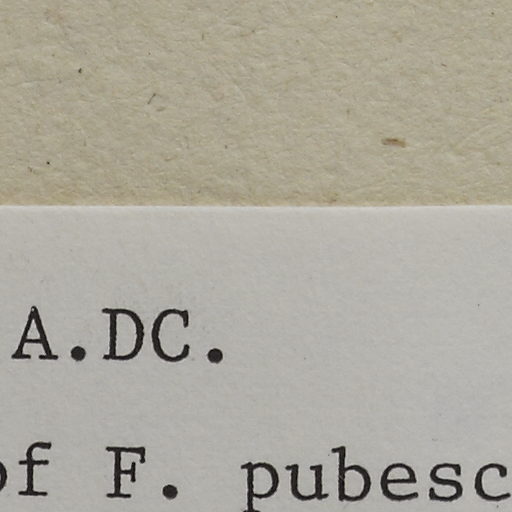 A.DC.
of F. pubesc